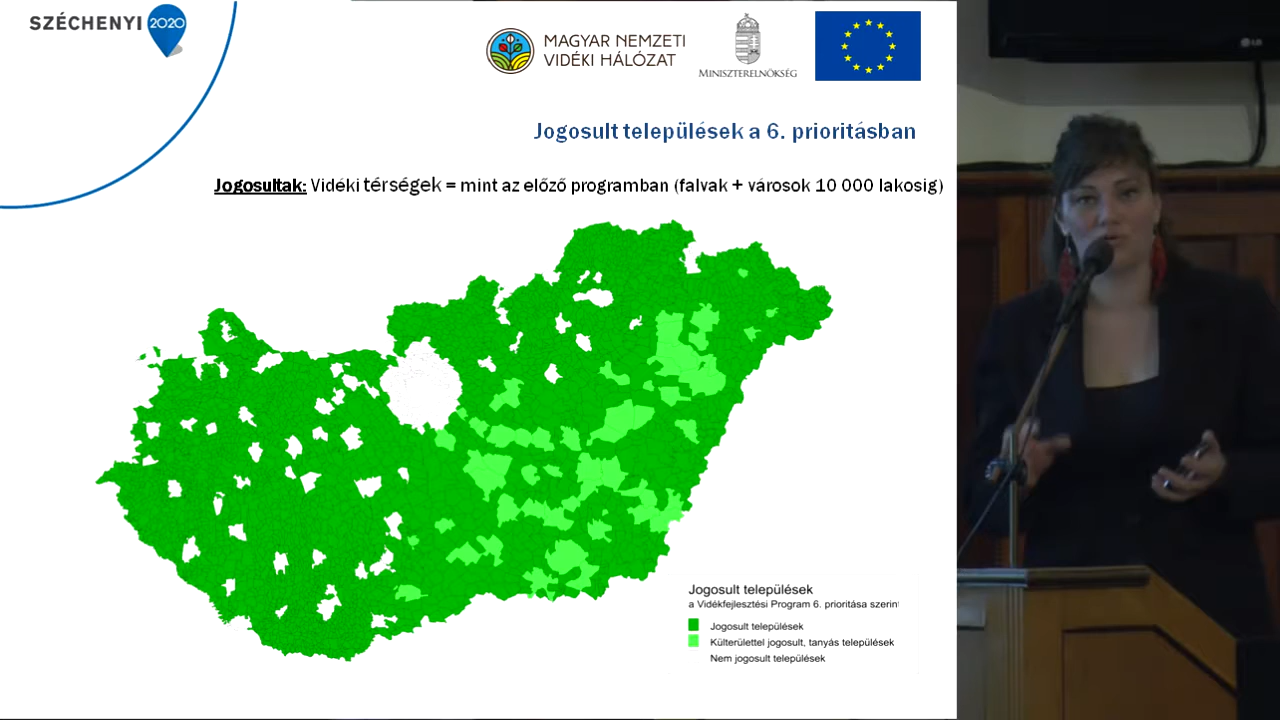 SZÉCHENYI 2020
MAGYAR NEMZETI
VIDÉKI HÁLÓZAT
MINISZTERELNÖKSÉG
Jogosult települések a 6. prioritásban
Jogosultak: Vidéki térségek = mint az előző programban (falvak + városok 10 000 lakosig)
Jogosult települések
a Vidékfejlesztési Program 6. prioritása szerint
Jogosult települések
Külterülettel jogosult, tanyás települések
Nem jogosult települések
LG